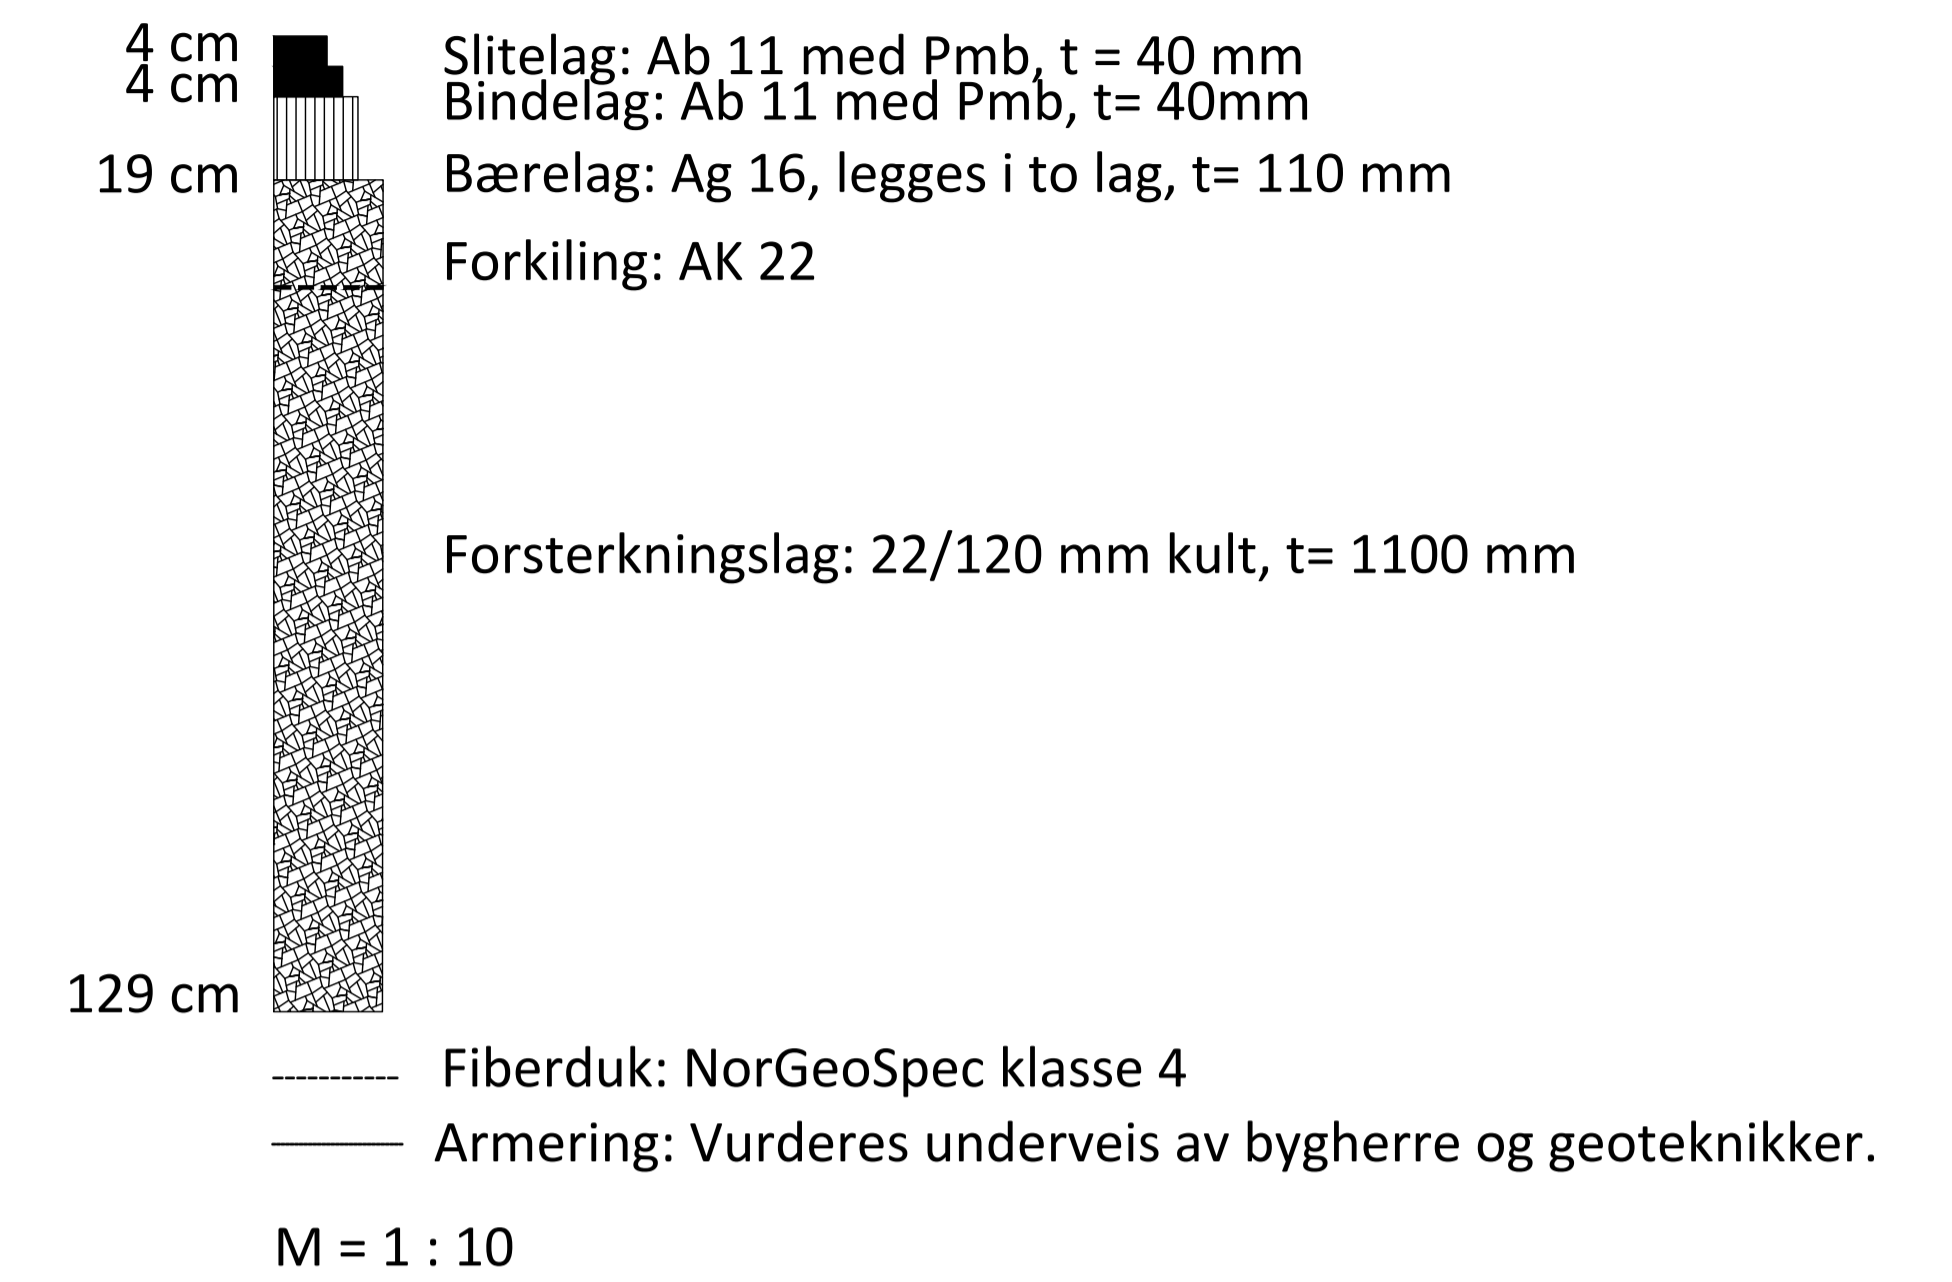 4 cm Slitelag: Ab 11 med Pmb, t = 40 mm
4 cm Bindelag: Ab 11 med Pmb, t= 40mm
19 cm Bærelag: Ag 16, legges i to lag, t= 110 mm
Forkiling: AK 22
Forsterkningslag: 22/120 mm kult, t= 1100 mm
129 cm
Fiberduk: NorGeoSpec klasse 4
Armering: Vurderes underveis av bygherre og geoteknikker.
M = 1 : 10